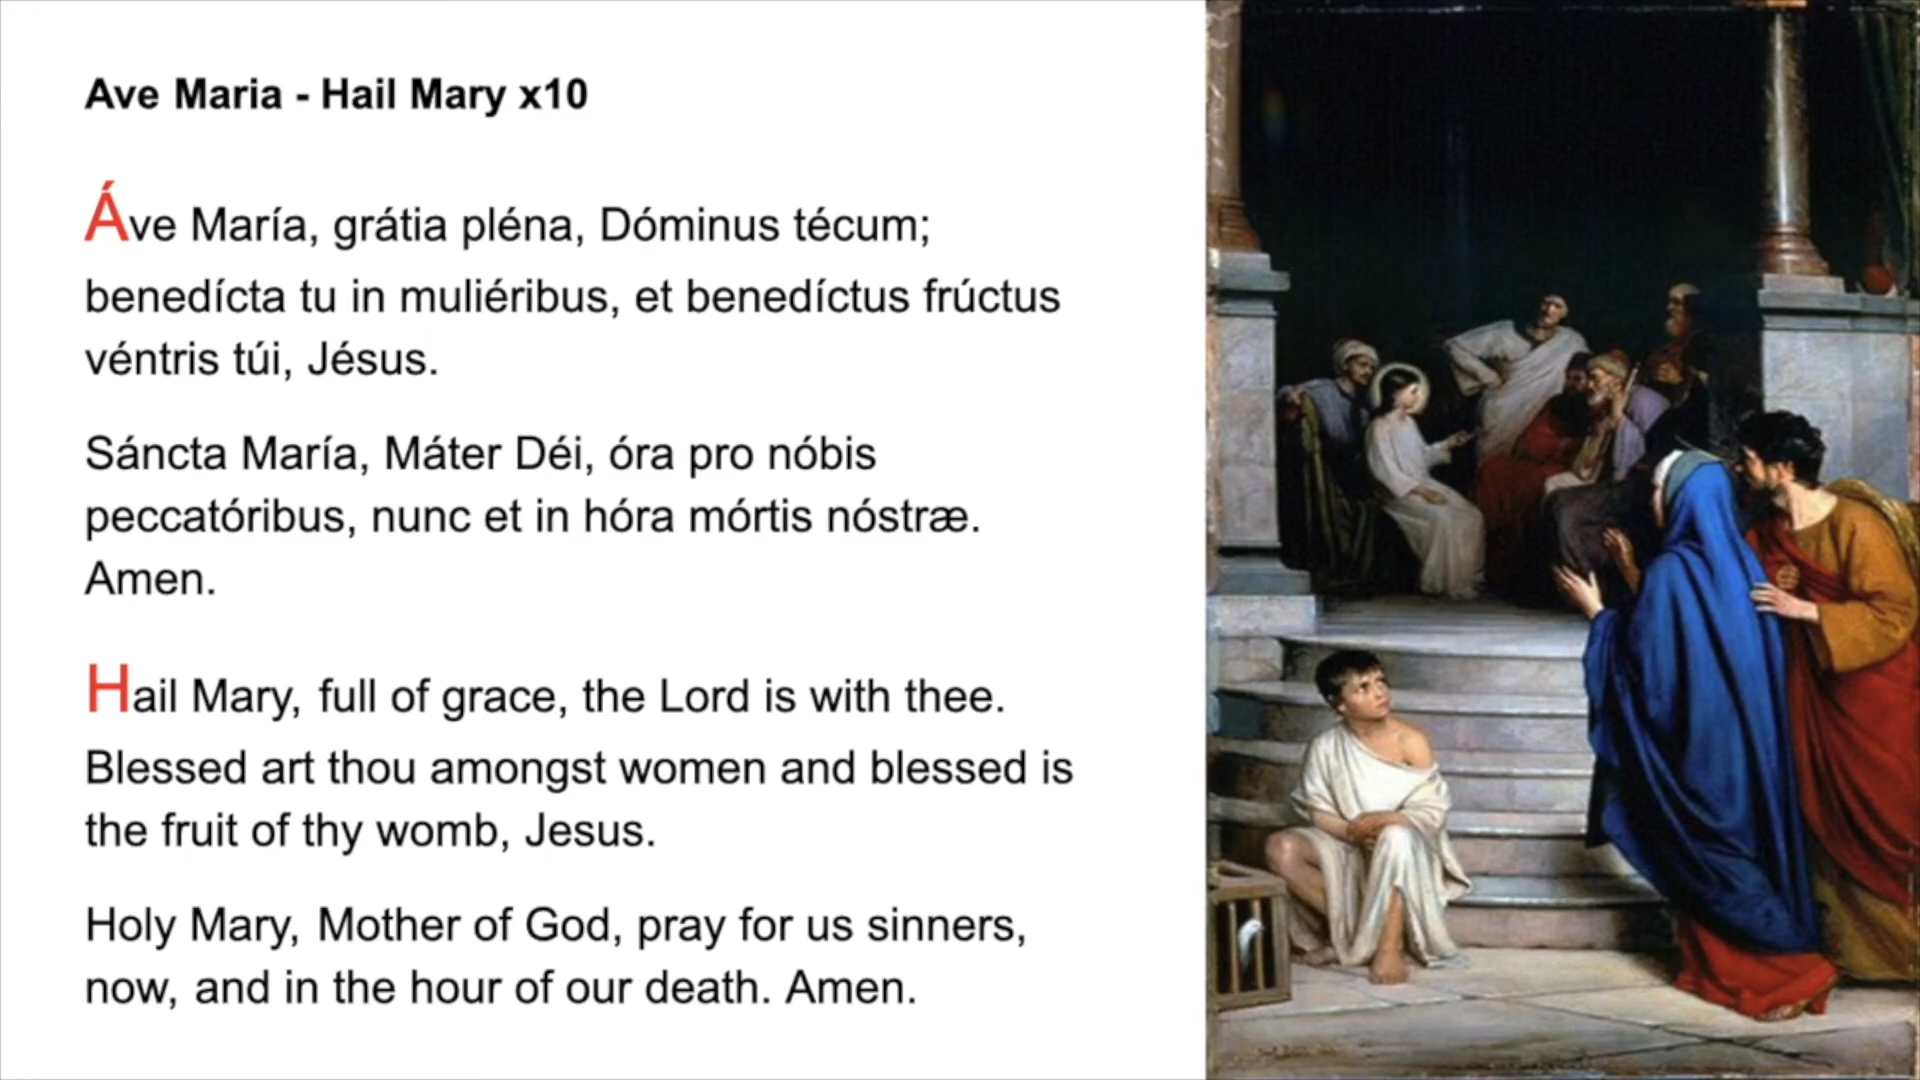 Ave Maria - Hail Mary x10
Áve María, grátia pléna, Dóminus técum;
benedícta tu in muliéribus, et benedíctus frúctus
véntris túi, Jésus.
Sáncta María, Máter Déi, óra pro nóbis
peccatóribus, nunc et in hóra mórtis nóstræ.
Amen.
Hail Mary, full of grace, the Lord is with thee.
Blessed art thou amongst women and blessed is
the fruit of thy womb, Jesus.
Holy Mary, Mother of God, pray for us sinners,
now, and in the hour of our death. Amen.